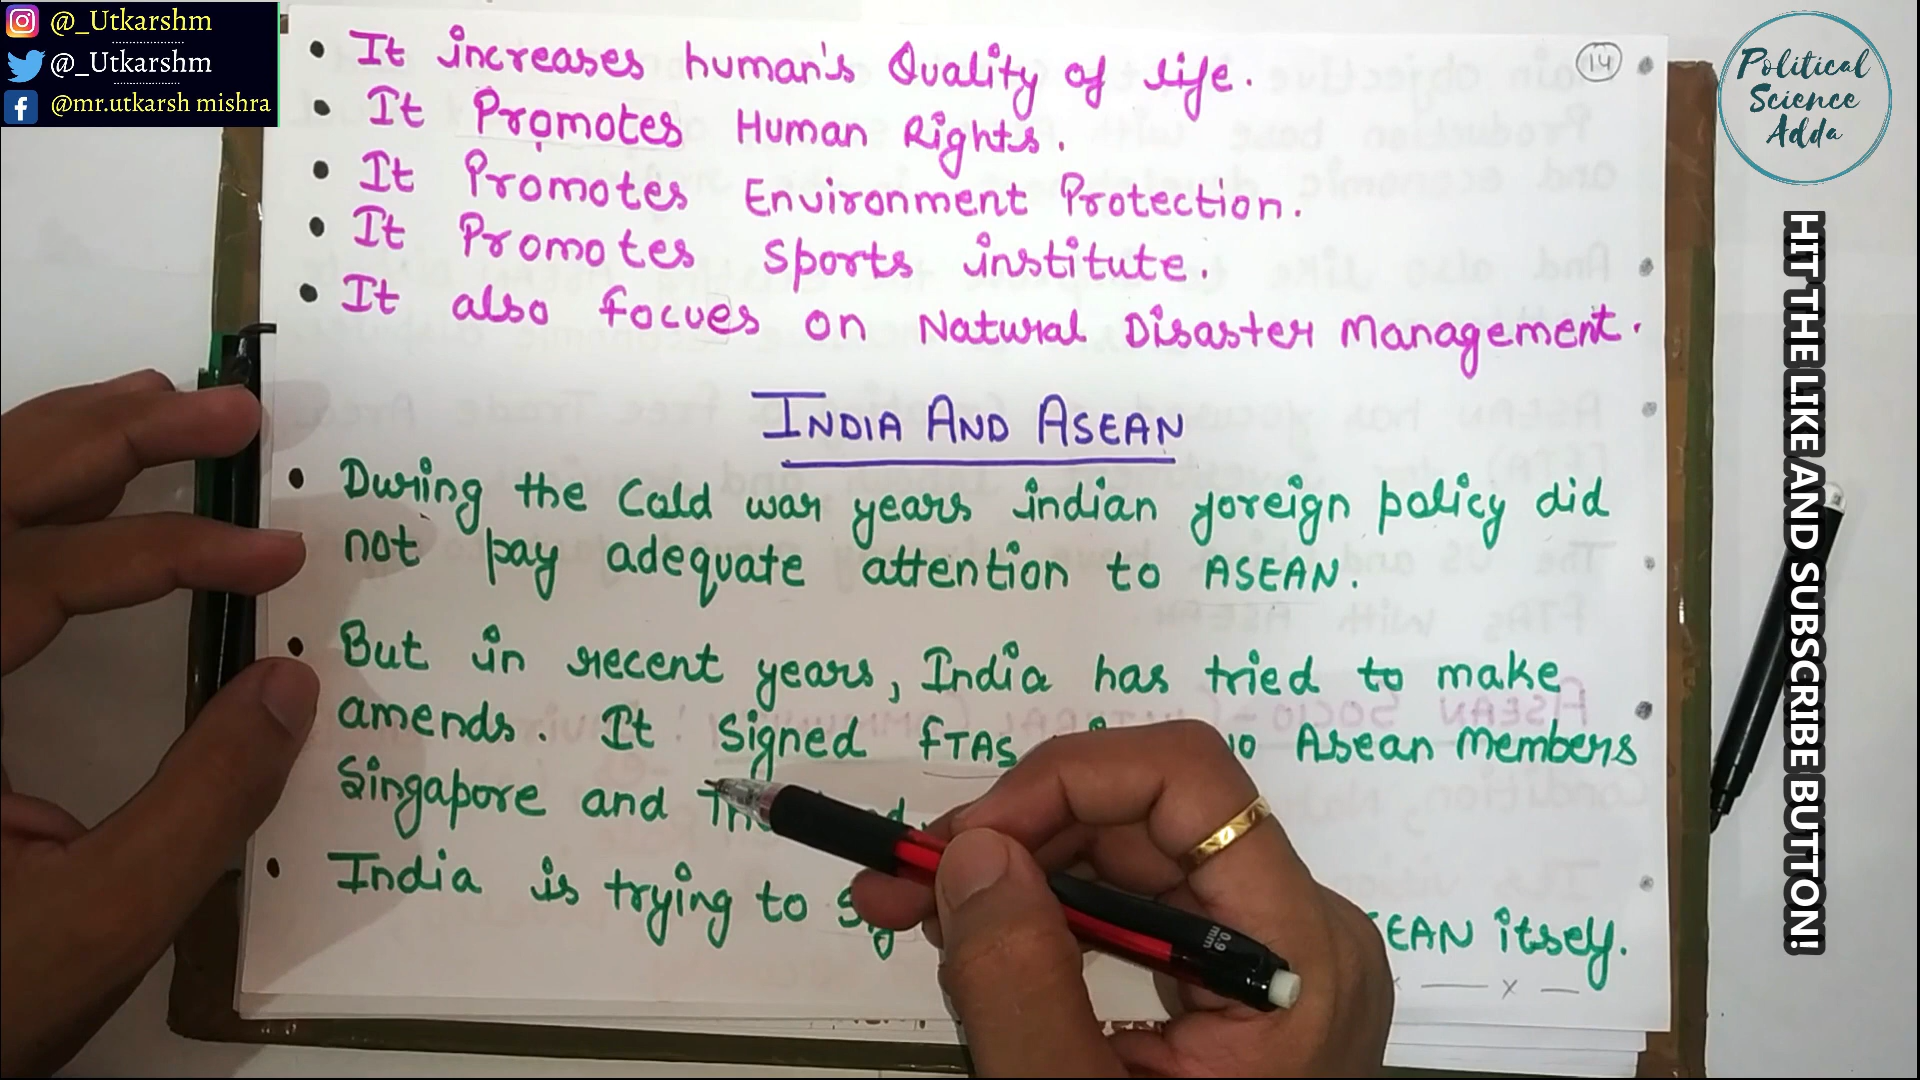 @_Utkarshm
@_Utkarshm
@mr.utkarsh mishra
Political
Science
Adda
HIT THE LIKE AND SUBSCRIBE BUTTON!
14
• It increases human's Quality of life.
• It Promotes Human Rights.
• It Promotes Environment Protection.
• It Promotes Sports institute.
• It also focues on Natural Disaster Management.
INDIA AND ASEAN
• During the Cold war years indian foreign policy did
not pay adequate attention to ASEAN.
• But in recent years, India has tried to make
amends. It Signed FTAS Asean Members
Singapore and
• India is trying to itself.
0.9
mm